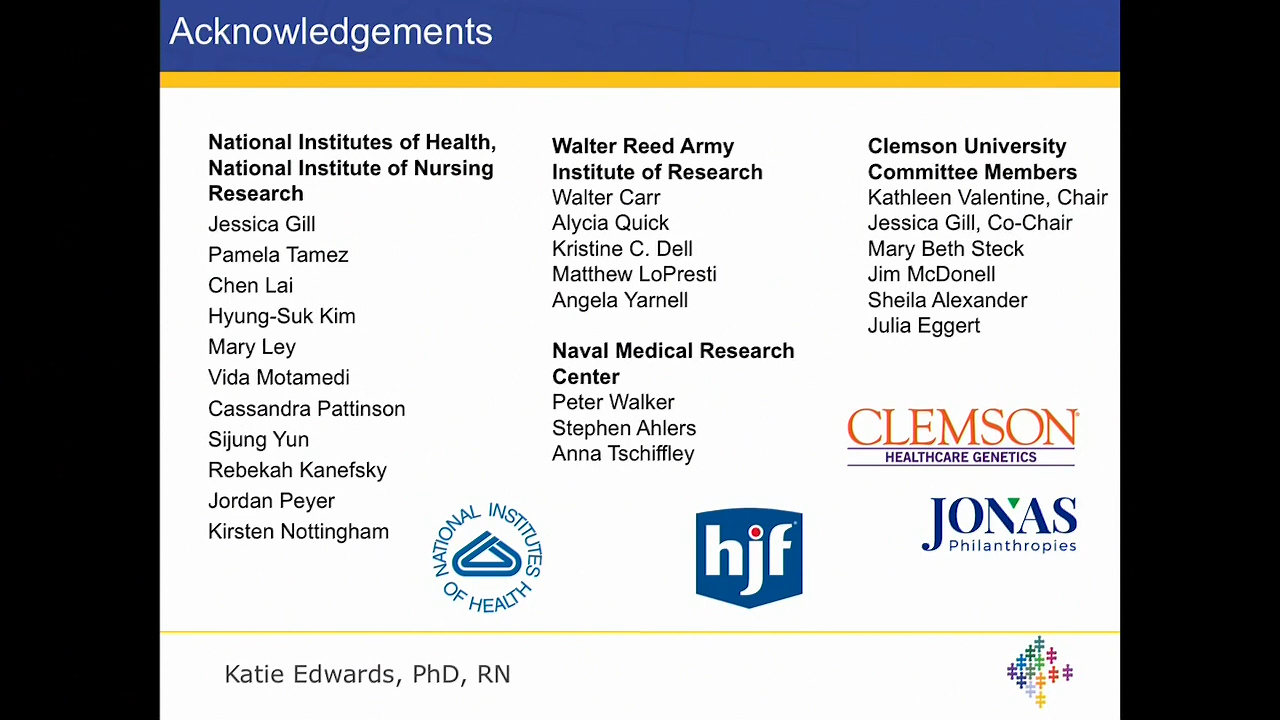 Acknowledgements
National Institutes of Health,
National Institute of Nursing
Research
Jessica Gill
Pamela Tamez
Chen Lai
Hyung-Suk Kim
Mary Ley
Vida Motamedi
Cassandra Pattinson
Sijung Yun
Rebekah Kanefsky
Jordan Peyer
Kirsten Nottingham
Walter Reed Army
Institute of Research
Walter Carr
Alycia Quick
Kristine C. Dell
Matthew LoPresti
Angela Yarnell
Naval Medical Research
Center
Peter Walker
Stephen Ahlers
Anna Tschiffley
Clemson University
Committee Members
Kathleen Valentine, Chair
Jessica Gill, Co-Chair
Mary Beth Steck
Jim McDonell
Sheila Alexander
Julia Eggert
CLEMSON®
HEALTHCARE GENETICS
JONAS
Philanthropies
NATIONAL INSTITUTES
OF HEALTH
hjf®
Katie Edwards, PhD, RN